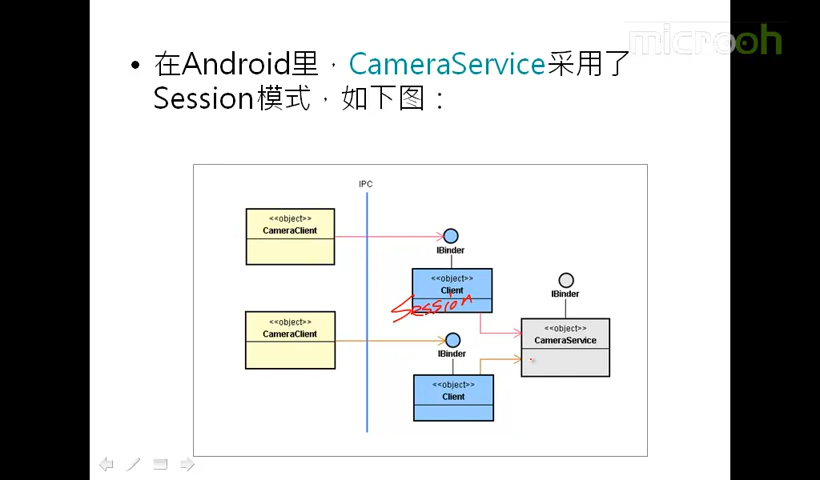 microoh
• 在Android里，CameraService采用了
Session模式，如下图：
IPC
<<object>>
CameraClient
IBinder
<<object>>
Client
Session
IBinder
<<object>>
CameraService
<<object>>
CameraClient
IBinder
<<object>>
Client